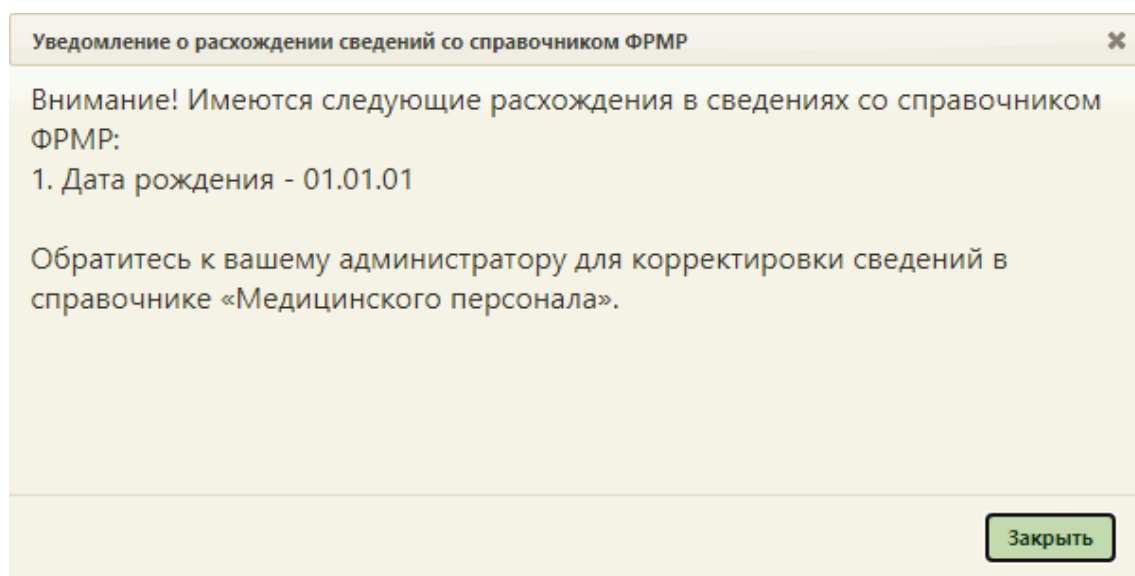 Уведомление о расхождении сведений со справочником ФРМР
Внимание! Имеются следующие расхождения в сведениях со справочником
ФРМР:
1. Дата рождения - 01.01.01
Обратитесь к вашему администратору для корректировки сведений в
справочнике «Медицинского персонала».
Закрыть